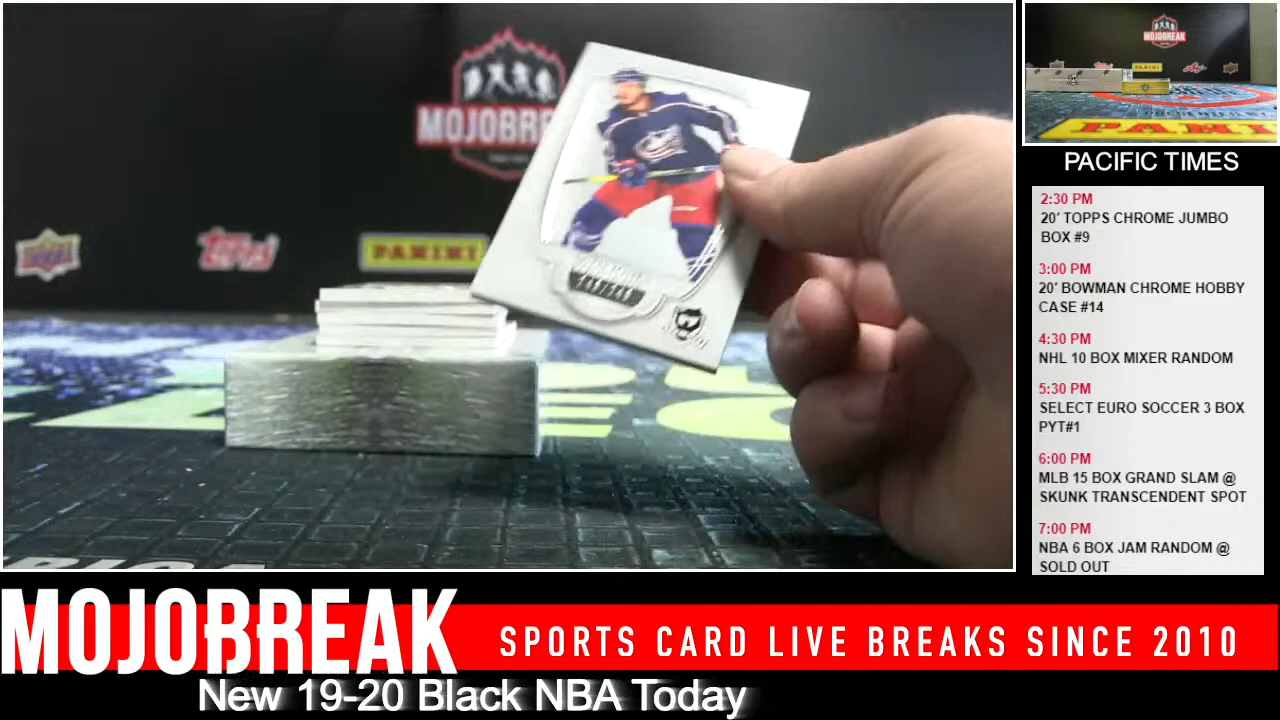 MOJOBREAK
MOJOBRE
Topps
PANINI
PANINI
PACIFIC TIMES
2:30 PM
20' TOPPS CHROME JUMBO
BOX #9
3:00 PM
20' BOWMAN CHROME HOBBY
CASE #14
4:30 PM
NHL 10 BOX MIXER RANDOM
5:30 PM
SELECT EURO SOCCER 3 BOX
PYT#1
6:00 PM
MLB 15 BOX GRAND SLAM @
SKUNK TRANSCENDENT SPOT
7:00 PM
NBA 6 BOX JAM RANDOM @
SOLD OUT
MOJOBREAK
SPORTS CARD LIVE BREAKS SINCE 2010
New 19-20 Black NBA Today